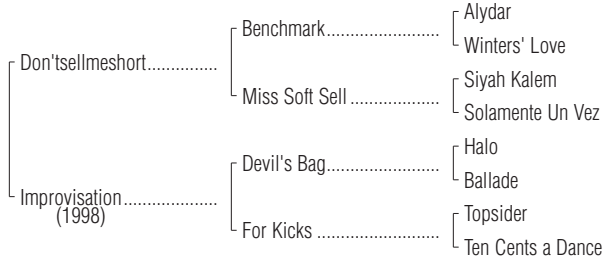 Alydar
Benchmark......................
Winters' Love
Don'tsellmeshort..............
Siyah Kalem
Miss Soft Sell .................
Solamente Un Vez
Halo
Devil's Bag......................
Ballade
Improvisation ..................
(1998)
Topsider
For Kicks ........................
Ten Cents a Dance